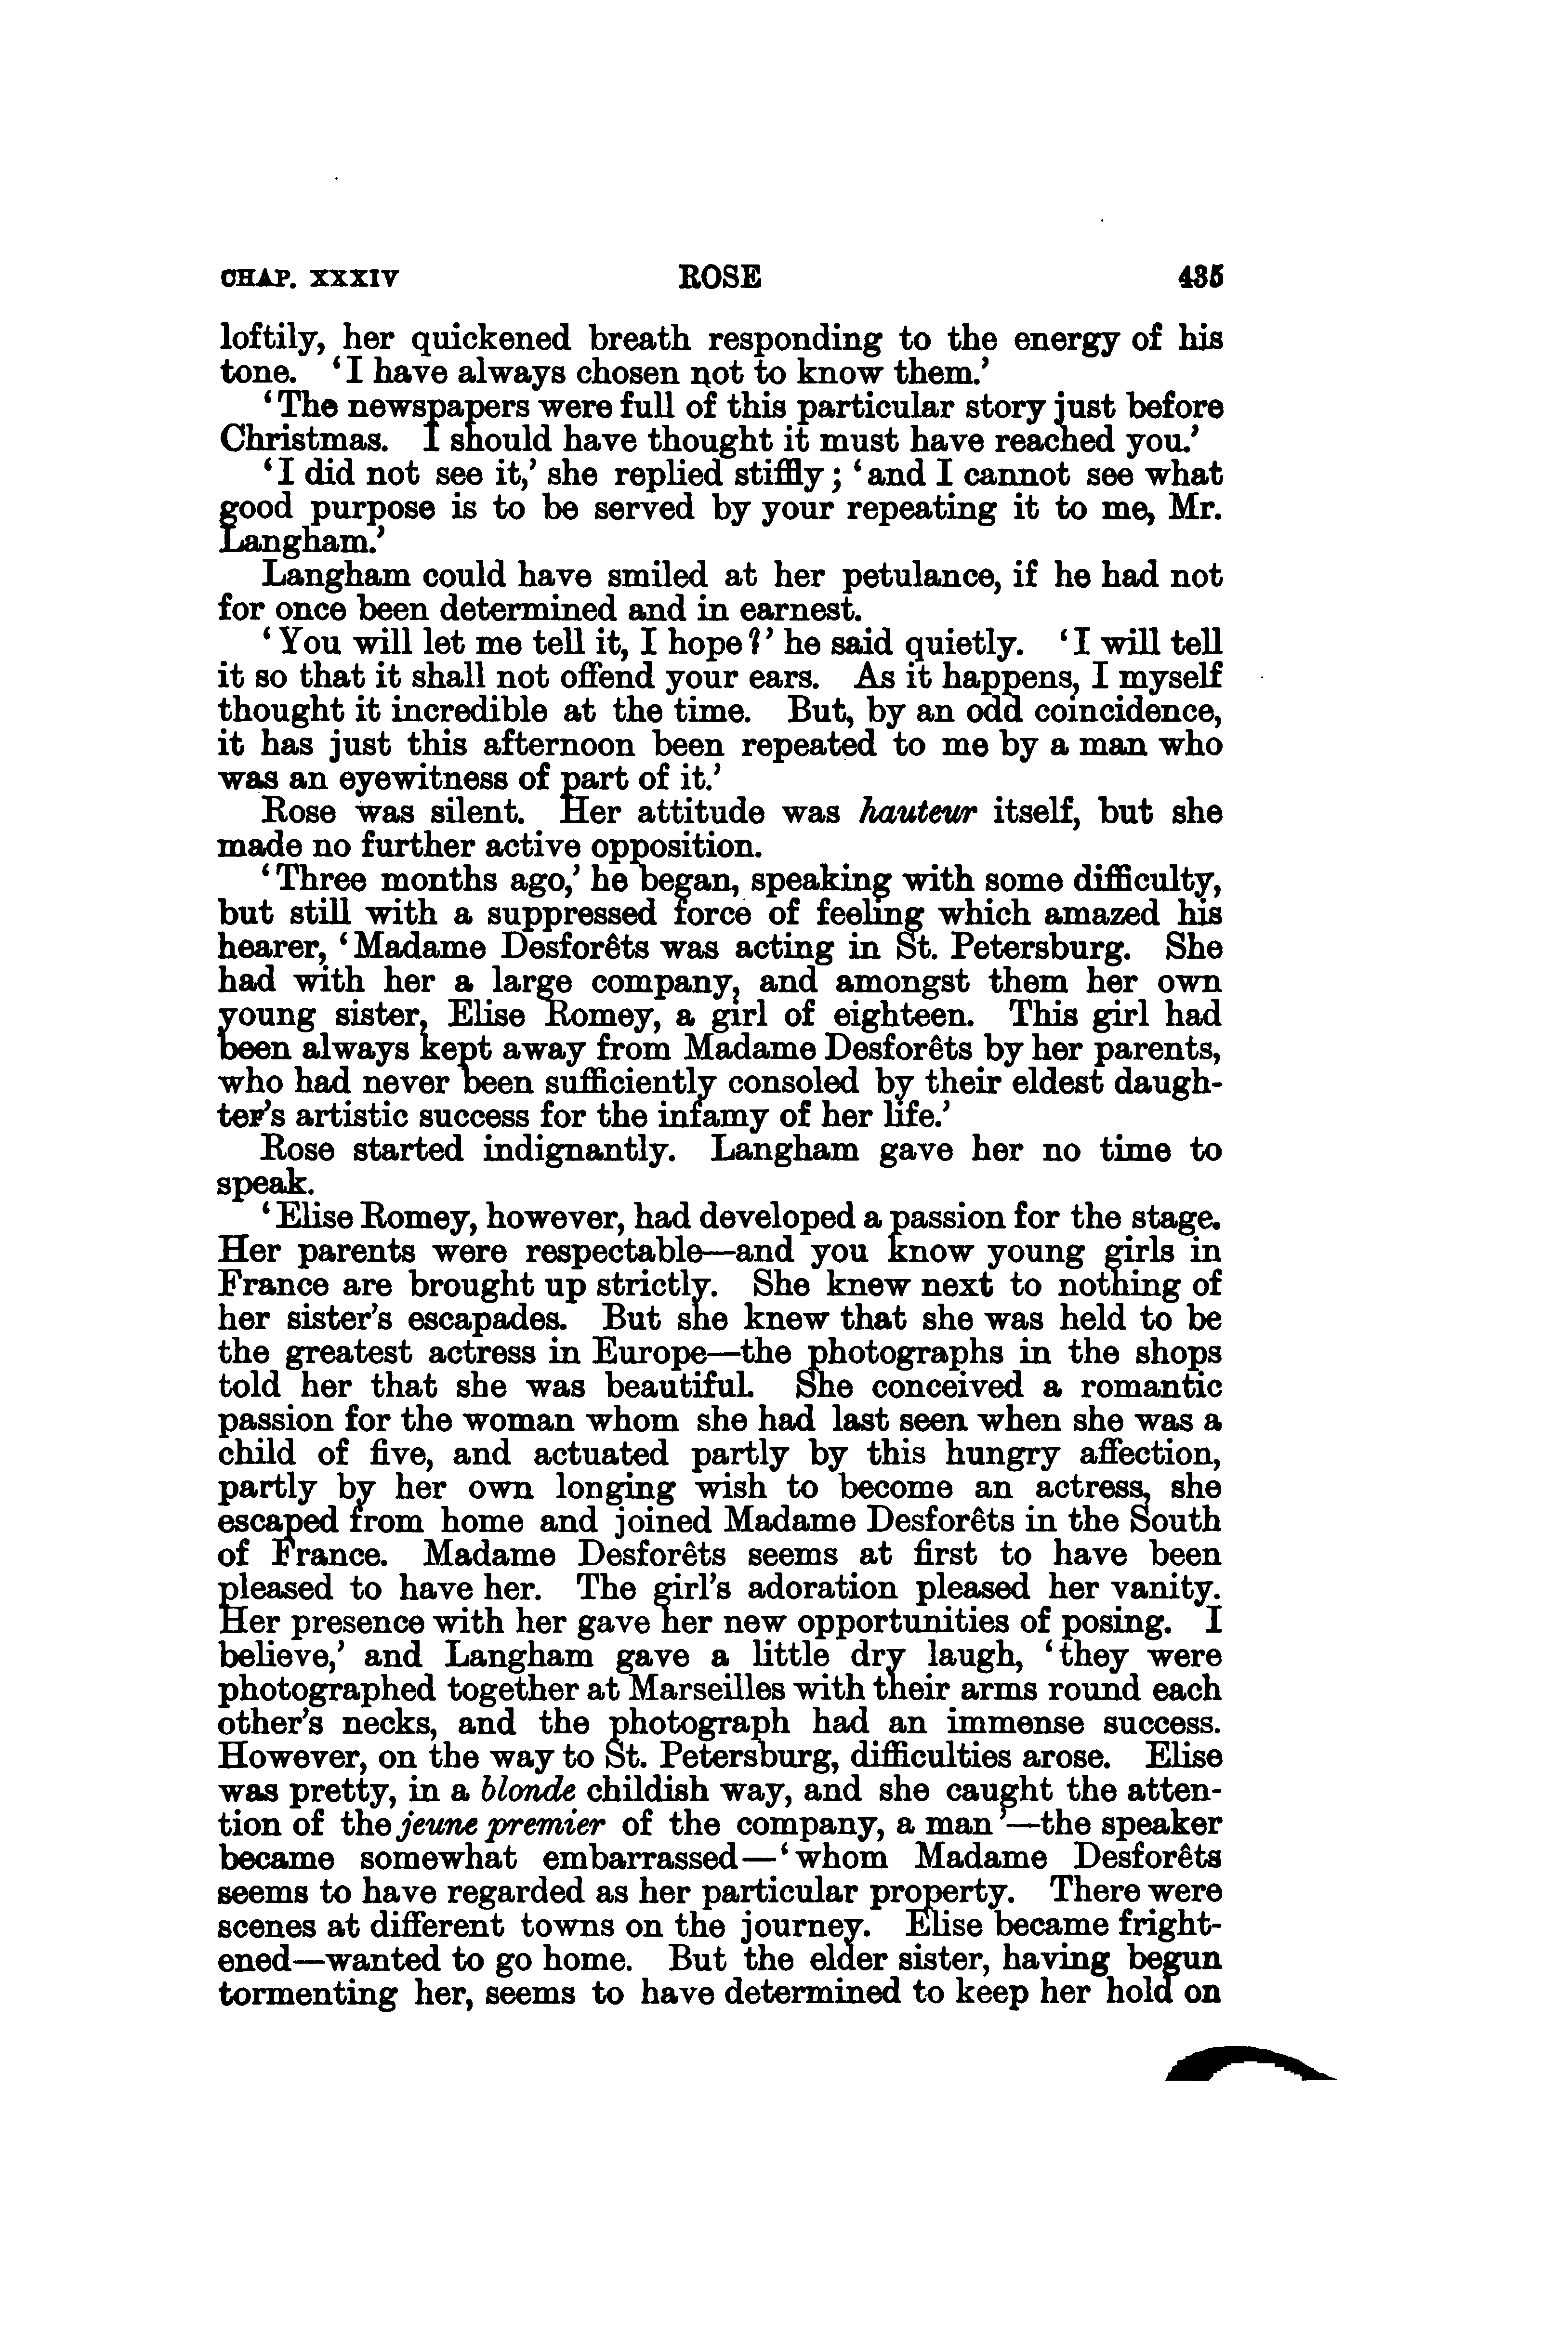 CHAP. XXXIV ROSE 435
loftily, her quickened breath responding to the energy of his
tone. ‘I have always chosen not to know them.’
‘The newspapers were full of this particular story just before
Christmas. I should have thought it must have reached you.’
‘I did not see it,’ she replied stiffly; ‘and I cannot see what
good purpose is to be served by your repeating it to me, Mr.
Langham.’
Langham could have smiled at her petulance, if he had not
for once been determined and in earnest.
‘You will let me tell it, I hope?’ he said quietly. ‘I will tell
it so that it shall not offend your ears. As it happens, I myself
thought it incredible at the time. But, by an odd coincidence,
it has just this afternoon been repeated to me by a man who
was an eyewitness of part of it.’
Rose was silent. Her attitude was hauteur itself, but she
made no further active opposition.
‘Three months ago,’ he began, speaking with some difficulty,
but still with a suppressed force of feeling which amazed his
hearer, ‘Madame Desforêts was acting in St. Petersburg. She
had with her a large company, and amongst them her own
young sister, Elise Romey, a girl of eighteen. This girl had
been always kept away from Madame Desforêts by her parents,
who had never been sufficiently consoled by their eldest daugh-
ter’s artistic success for the infamy of her life.’
Rose started indignantly. Langham gave her no time to
speak.
‘Elise Romey, however, had developed a passion for the stage.
Her parents were respectable—and you know young girls in
France are brought up strictly. She knew next to nothing of
her sister’s escapades. But she knew that she was held to be
the greatest actress in Europe—the photographs in the shops
told her that she was beautiful. She conceived a romantic
passion for the woman whom she had last seen when she was a
child of five, and actuated partly by this hungry affection,
partly by her own longing wish to become an actress, she
escaped from home and joined Madame Desforêts in the South
of France. Madame Desforêts seems at first to have been
pleased to have her. The girl’s adoration pleased her vanity.
Her presence with her gave her new opportunities of posing. I
believe,’ and Langham gave a little dry laugh, ‘they were
photographed together at Marseilles with their arms round each
other’s necks, and the photograph had an immense success.
However, on the way to St. Petersburg, difficulties arose. Elise
was pretty, in a blonde childish way, and she caught the atten-
tion of the jeune premier of the company, a man’—the speaker
became somewhat embarrassed—‘whom Madame Desforêts
seems to have regarded as her particular property. There were
scenes at different towns on the journey. Elise became fright-
ened—wanted to go home. But the elder sister, having begun
tormenting her, seems to have determined to keep her hold on